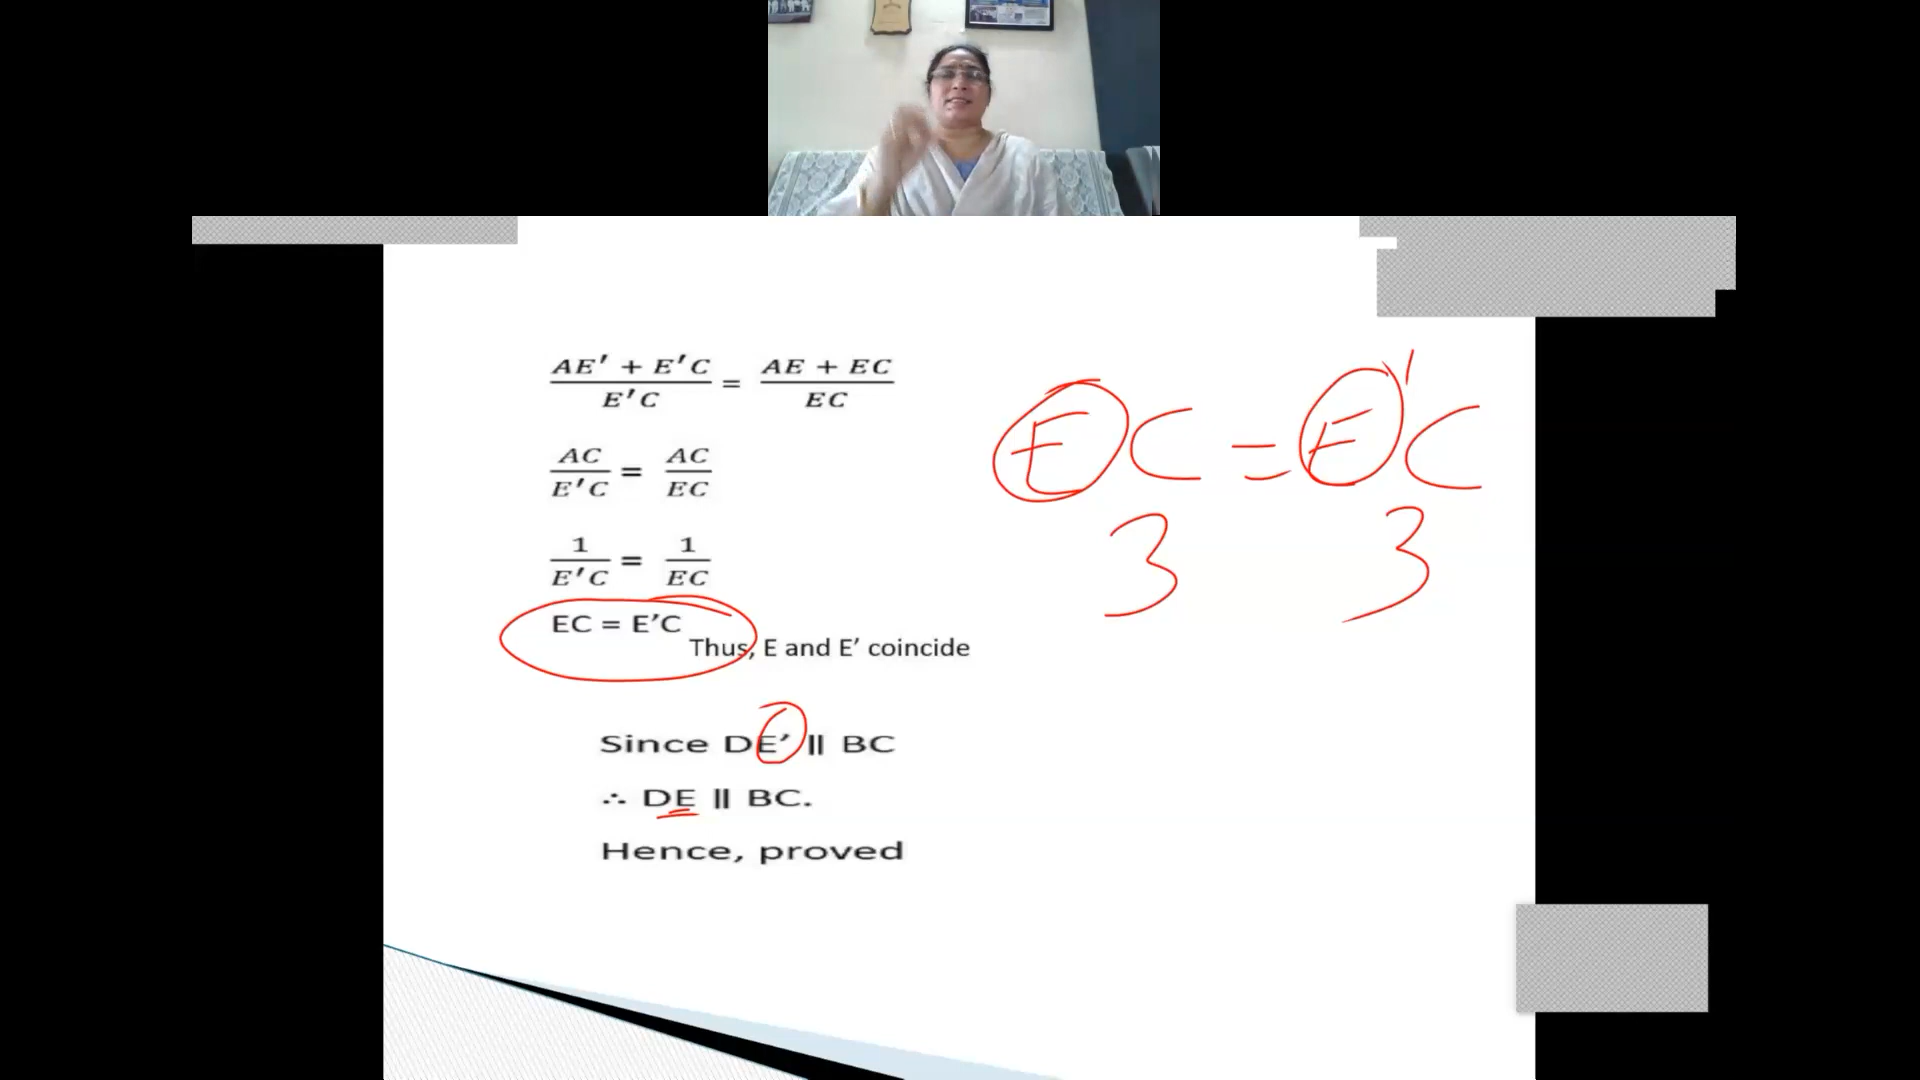 AE′ + E′C / E′C = AE + EC / EC
AC / E′C = AC / EC
1 / E′C = 1 / EC
EC = E′C
Thus, E and E′ coincide
Since DE′ ∥ BC
∴ DE ∥ BC.
Hence, proved
EC = E′C
3 3